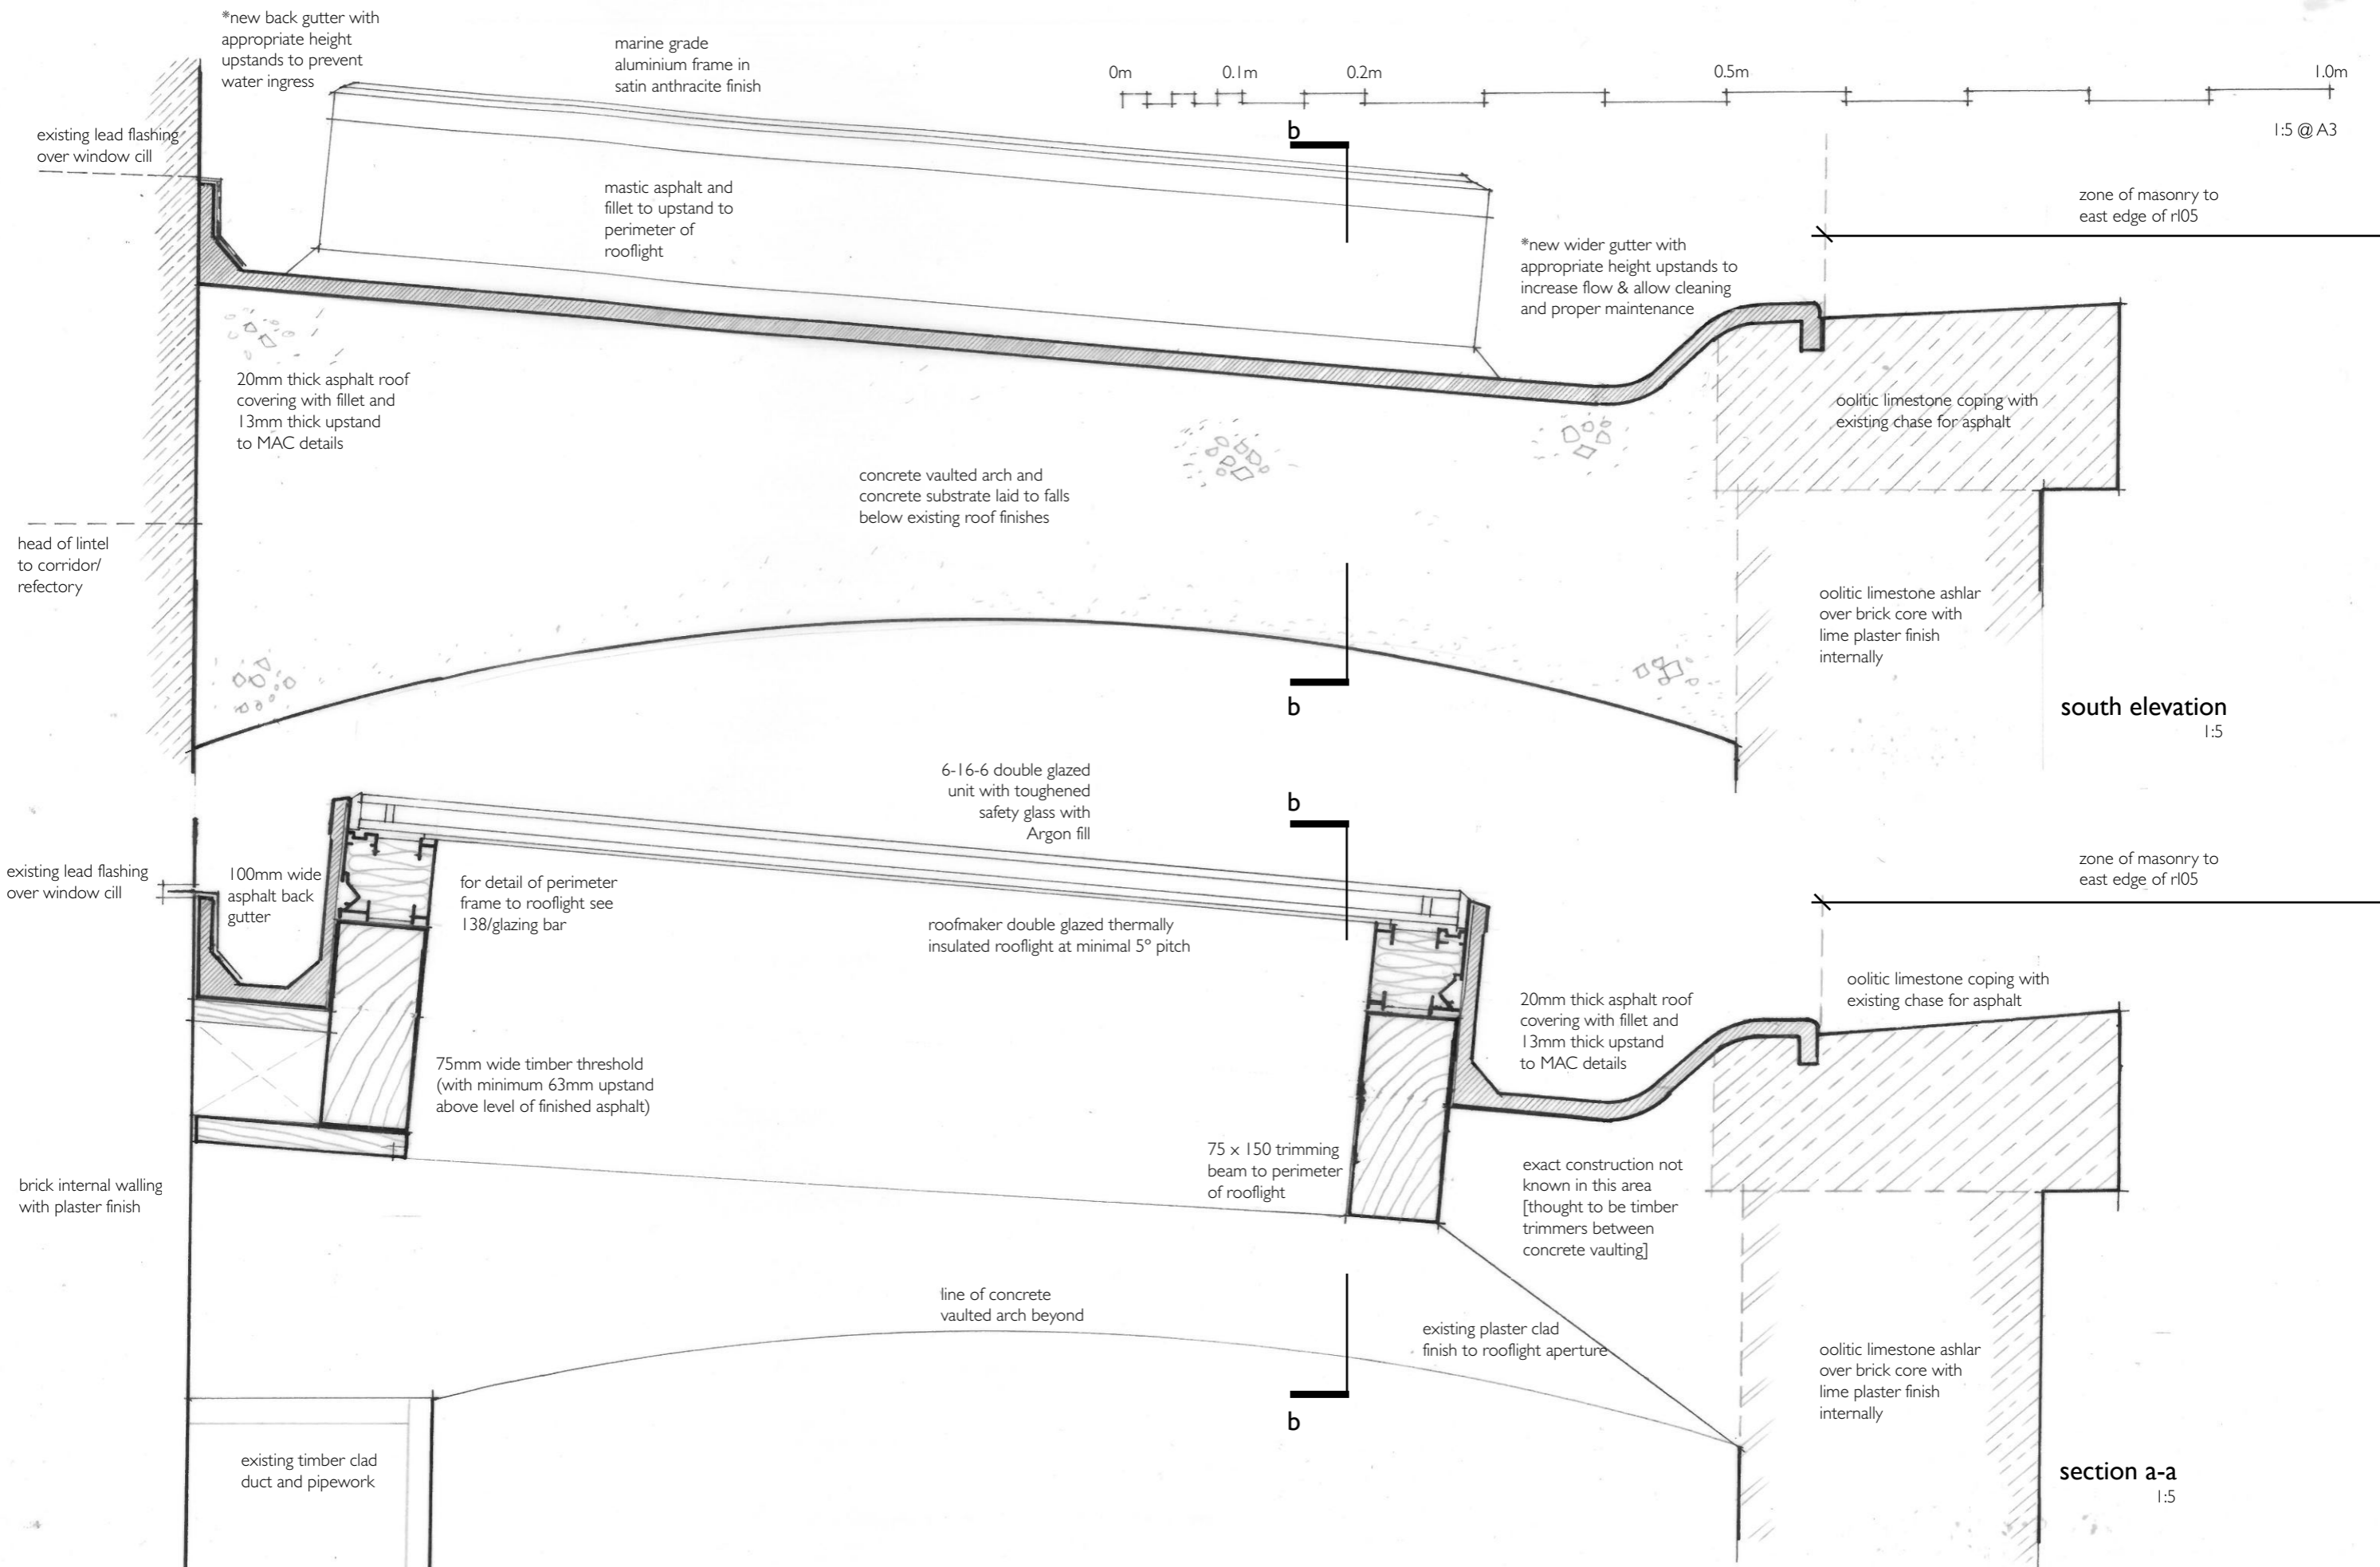 *new back gutter with
appropriate height
upstands to prevent
water ingress
marine grade
aluminium frame in
satin anthracite finish
0m
0.1m
0.2m
0.5m
1.0m
1:5 @ A3
existing lead flashing
over window cill
b
mastic asphalt and
fillet to upstand to
perimeter of
rooflight
zone of masonry to
east edge of rl05
*new wider gutter with
appropriate height upstands to
increase flow & allow cleaning
and proper maintenance
20mm thick asphalt roof
covering with fillet and
13mm thick upstand
to MAC details
oolitic limestone coping with
existing chase for asphalt
concrete vaulted arch and
concrete substrate laid to falls
below existing roof finishes
head of lintel
to corridor/
refectory
oolitic limestone ashlar
over brick core with
lime plaster finish
internally
b
south elevation
1:5
6-16-6 double glazed
unit with toughened
safety glass with
Argon fill
b
existing lead flashing
over window cill
100mm wide
asphalt back
gutter
for detail of perimeter
frame to rooflight see
138/glazing bar
roofmaker double glazed thermally
insulated rooflight at minimal 5º pitch
zone of masonry to
east edge of rl05
oolitic limestone coping with
existing chase for asphalt
20mm thick asphalt roof
covering with fillet and
13mm thick upstand
to MAC details
75mm wide timber threshold
(with minimum 63mm upstand
above level of finished asphalt)
75 x 150 trimming
beam to perimeter
of rooflight
exact construction not
known in this area
[thought to be timber
trimmers between
concrete vaulting]
brick internal walling
with plaster finish
line of concrete
vaulted arch beyond
existing plaster clad
finish to rooflight aperture
oolitic limestone ashlar
over brick core with
lime plaster finish
internally
b
existing timber clad
duct and pipework
section a-a
1:5